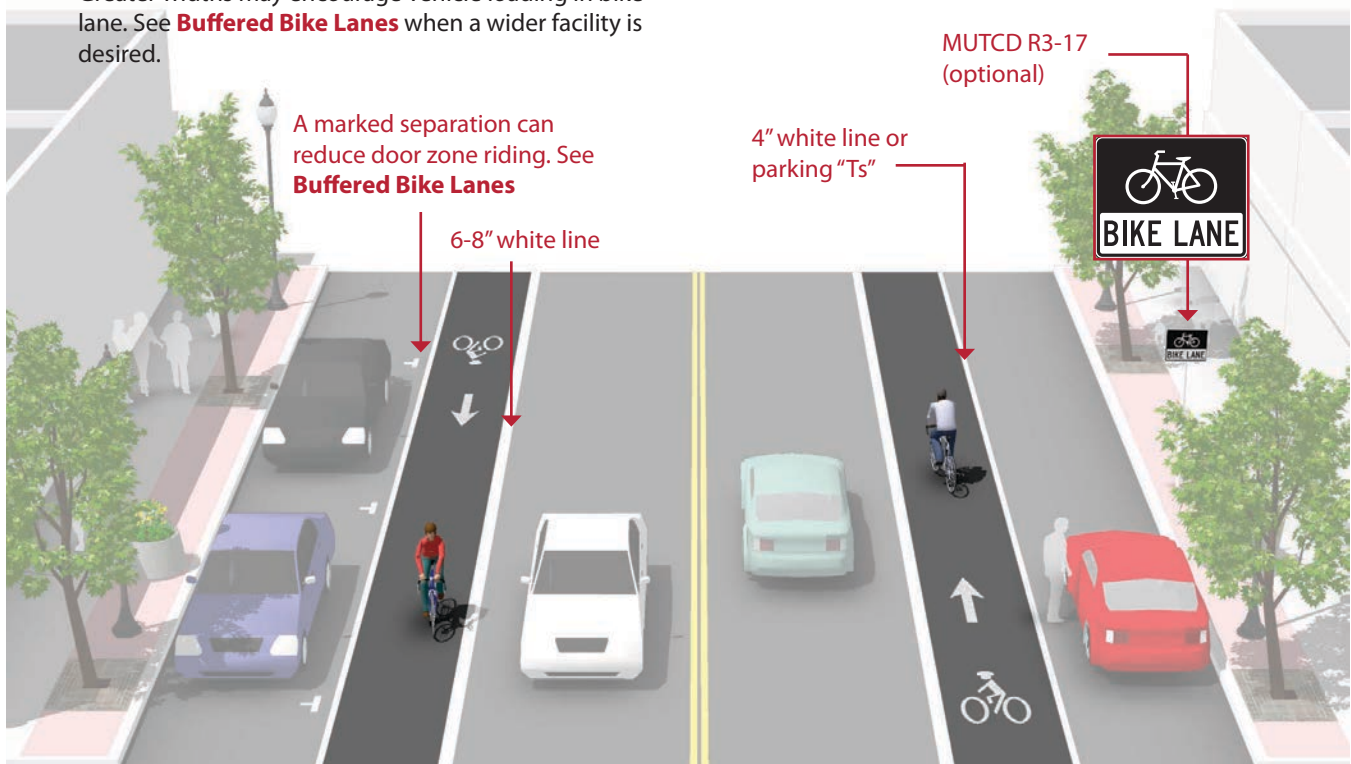 lane. See Buffered Bike Lanes when a wider facility is
desired.
MUTCD R3-17
(optional)
A marked separation can
reduce door zone riding. See
Buffered Bike Lanes
4” white line or
parking “Ts”
6-8” white line
BIKE LANE
BIKE LANE